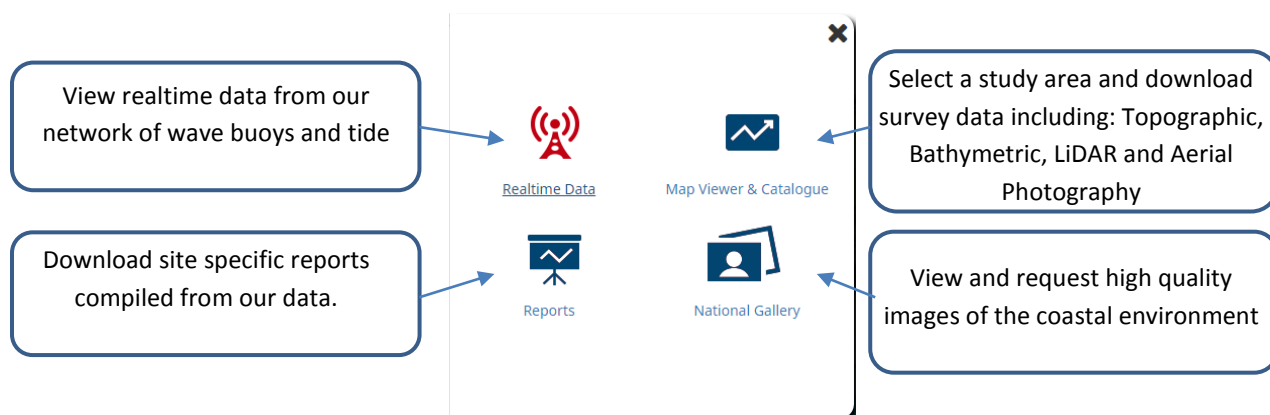 View realtime data from our
network of wave buoys and tide
Download site specific reports
compiled from our data.
Realtime Data
Map Viewer & Catalogue
Reports
National Gallery
Select a study area and download
survey data including: Topographic,
Bathymetric, LiDAR and Aerial
Photography
View and request high quality
images of the coastal environment